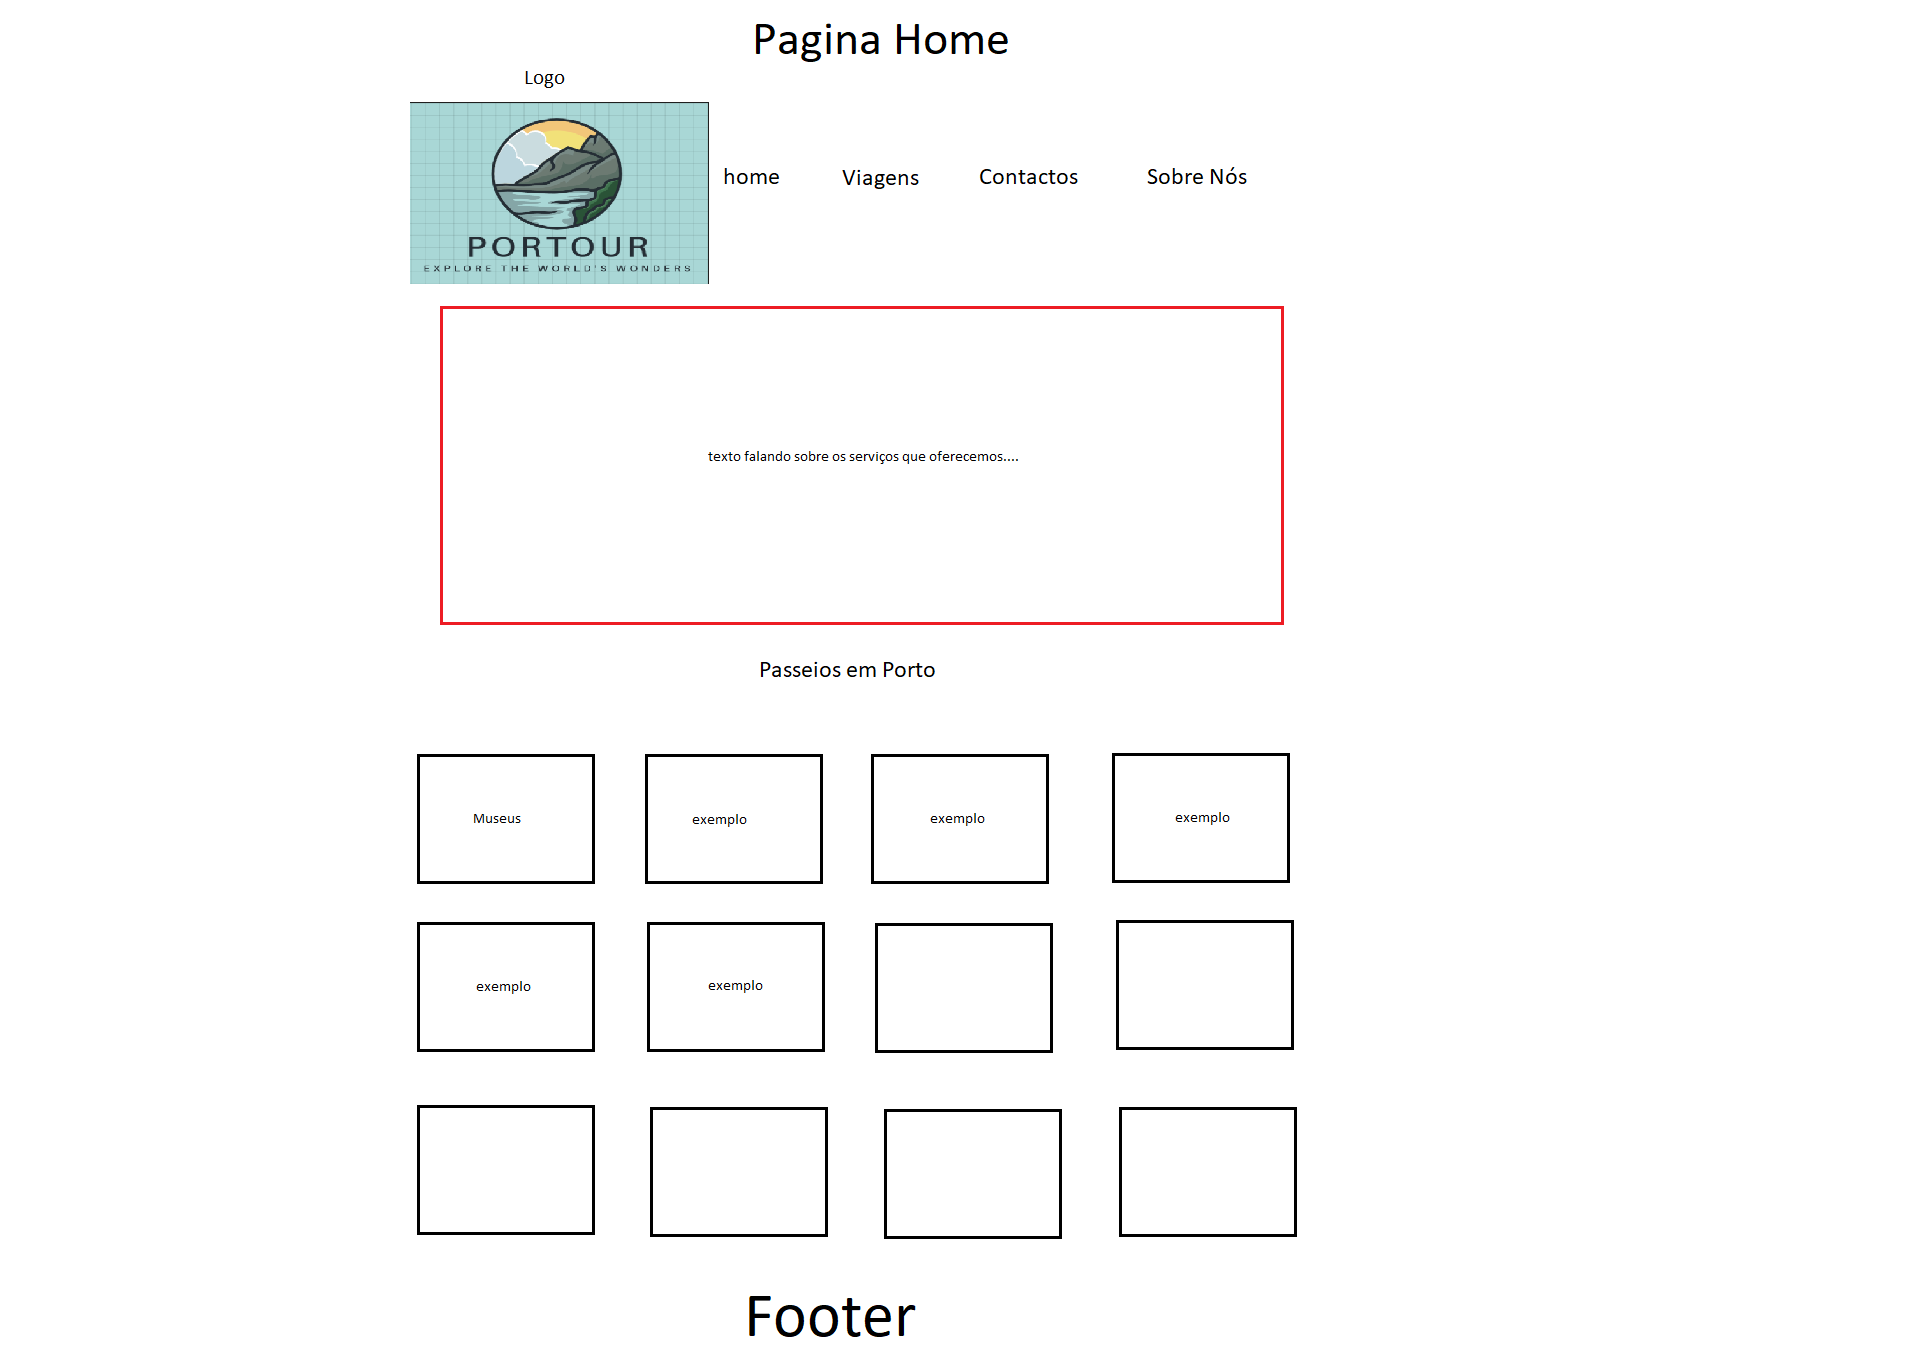 Pagina Home
Logo
PORTOUR
EXPLORE THE WORLD'S WONDERS
home Viagens Contactos Sobre Nós
texto falando sobre os serviços que oferecemos....
Passeios em Porto
Museus exemplo exemplo exemplo
exemplo exemplo
Footer